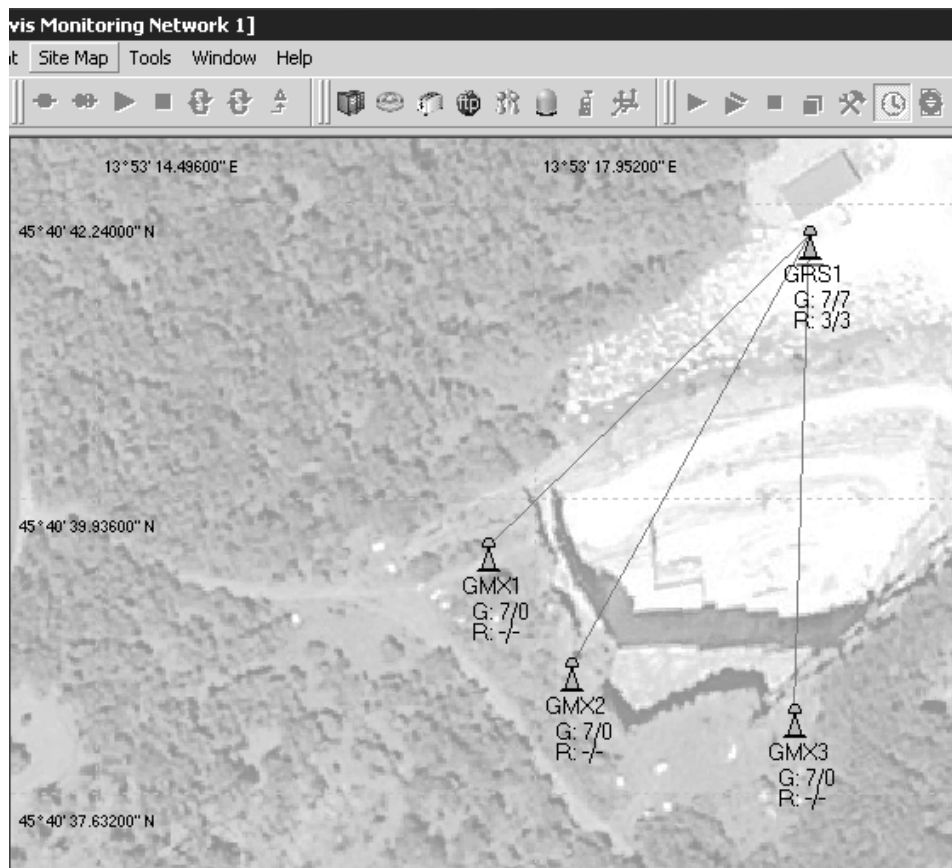 vis Monitoring Network 1]
t Site Map Tools Window Help
ftp
13°53' 14.49600" E 13°53' 17.95200" E
45°40' 42.24000" N
GRS1
G: 7/7
R: 3/3
45°40' 39.93600" N
GMX1
G: 7/0
R: -/-
GMX2
G: 7/0
R: -/-
GMX3
G: 7/0
R: -/-
45°40' 37.63200" N